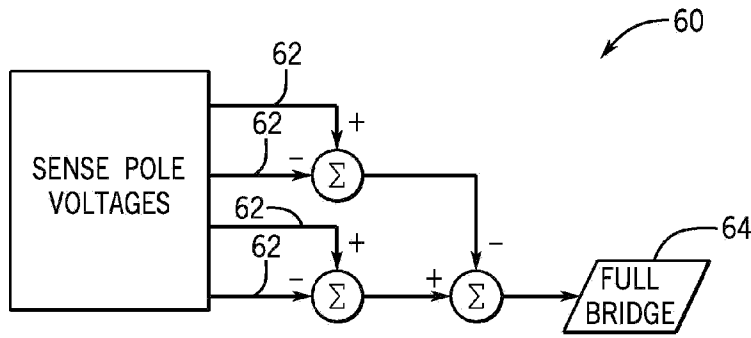 60
62
+
62
-
SENSE POLE
VOLTAGES
Σ
62
-
64
+
62
-
+
FULL
BRIDGE
Σ
Σ